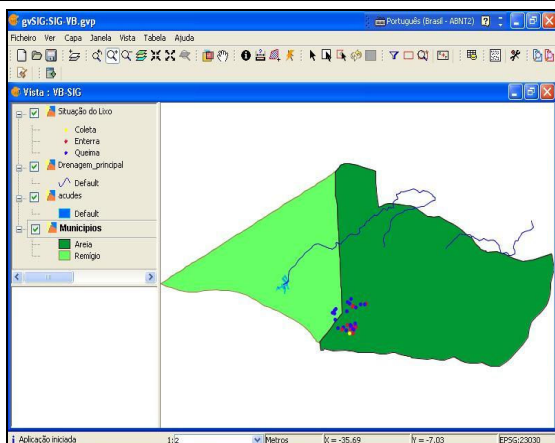 gvSIG:SIG-VB.gvp
Português (Brasil - ABNT2)
Ficheiro Ver Capa Janela Vista Tabela Ajuda
Vista : VB-SIG
Situação do Lixo
Coleta
Enterra
Queima
Drenagem_principal
Default
acudes
Default
Municipios
Areia
Remígio
Aplicação iniciada
1:2
Metros
X = -35.69
Y = -7.03
EPSG:23030